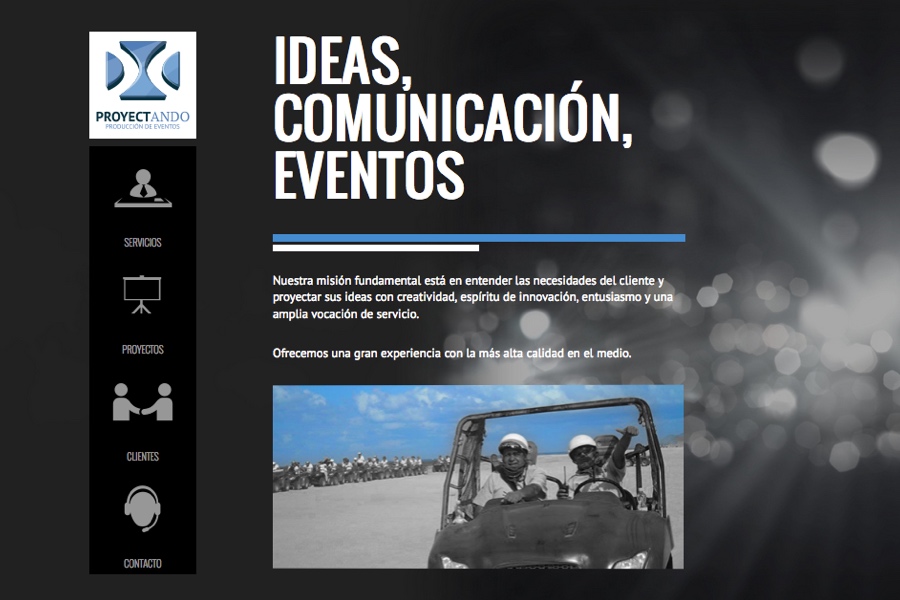 PROYECTANDO
PRODUCCIÓN DE EVENTOS
SERVICIOS
PROYECTOS
CLIENTES
CONTACTO
IDEAS,
COMUNICACIÓN,
EVENTOS
Nuestra misión fundamental está en entender las necesidades del cliente y
proyectar sus ideas con creatividad, espíritu de innovación, entusiasmo y una
amplia vocación de servicio.
Ofrecemos una gran experiencia con la más alta calidad en el medio.